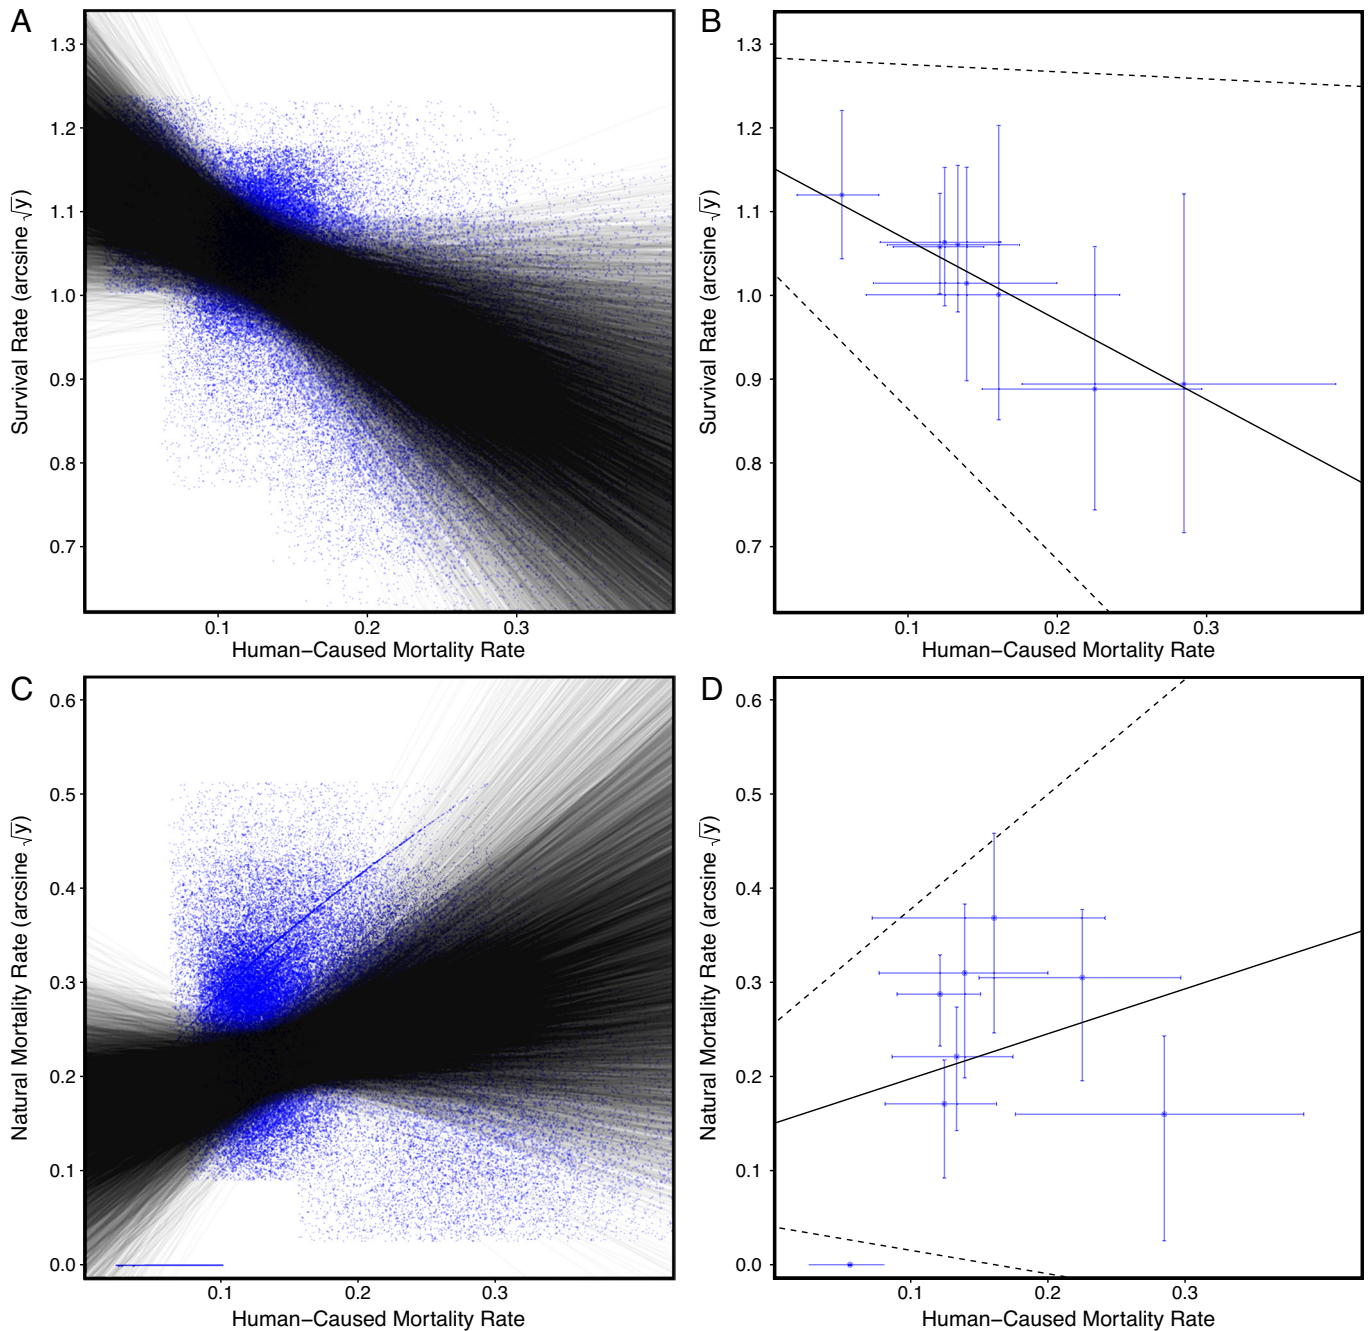 A
B
1.3
1.2
1.1
1.0
0.9
0.8
0.7
Survival Rate (arcsine √y)
0.1 0.2 0.3
Human−Caused Mortality Rate
1.3
1.2
1.1
1.0
0.9
0.8
0.7
Survival Rate (arcsine √y)
0.1 0.2 0.3
Human−Caused Mortality Rate
C
D
0.6
0.5
0.4
0.3
0.2
0.1
0.0
Natural Mortality Rate (arcsine √y)
0.1 0.2 0.3
Human−Caused Mortality Rate
0.6
0.5
0.4
0.3
0.2
0.1
0.0
Natural Mortality Rate (arcsine √y)
0.1 0.2 0.3
Human−Caused Mortality Rate